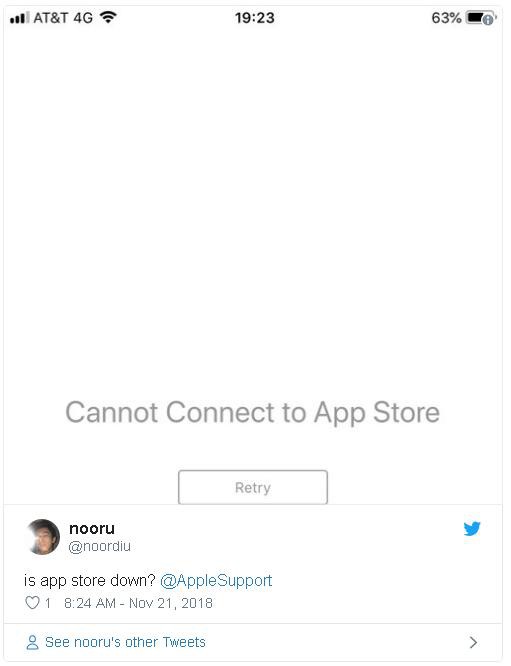 AT&T 4G 19:23 63%
Cannot Connect to App Store
Retry
nooru
@noordiu
is app store down? @AppleSupport
1 8:24 AM - Nov 21, 2018
See nooru's other Tweets